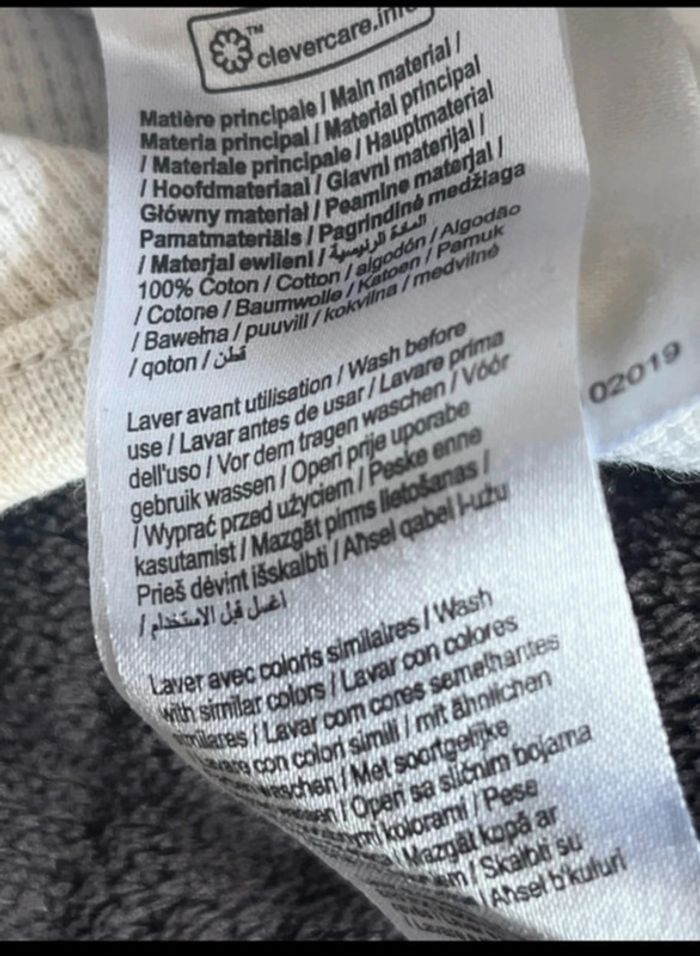 clevercare.info
Matière principale / Main material /
Materia principal / Material principal
/ Materiale principale / Hauptmaterial
/ Hoofdmateriaal / Glavni materijal /
Główny materiał / Peamine materjal /
Pamatmateriāls / Pagrindinė medžiaga
/ Materjal ewlieni / المادة الرئيسية
100% Coton / Cotton / algodón / Algodão
/ Cotone / Baumwolle / Katoen / Pamuk
/ Bawełna / puuvill / kokvilna / medvilnė
/ qoton / قطن
02019
Laver avant utilisation / Wash before
use / Lavar antes de usar / Lavare prima
dell'uso / Vor dem tragen waschen / Vóór
gebruik wassen / Operi prije uporabe
/ Wyprać przed użyciem / Peske enne
kasutamist / Mazgāt pirms lietošanas /
Prieš dėvint išskalbti / Aħsel qabel l-użu
/ اغسل قبل الاستخدام
Laver avec coloris similaires / Wash
with similar colors / Lavar con colores
similares / Lavar com cores semelhantes
con colori simili / mit ähnlichen
waschen / Met soortgelijke
/ Operi sa sličnim bojama
kolorami / Pese
/ Mazgāt kopā ar
/ Skalbti su
/ Aħsel b'kuluri